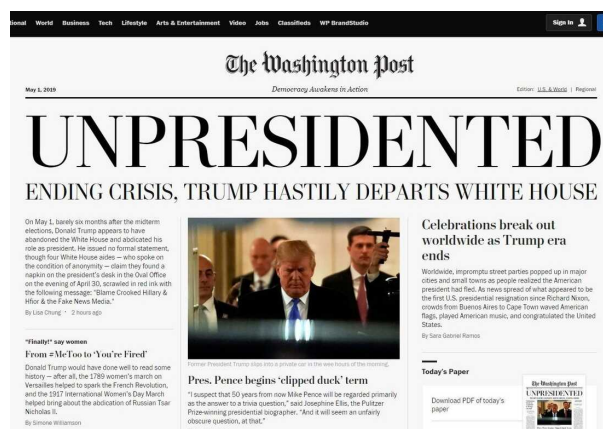 tional World Business Tech Lifestyle Arts & Entertainment Video Jobs Classifieds WP BrandStudio Sign In
The Washington Post
May 1, 2019 Democracy Awakens in Action Edition: U.S. & World | Regional
UNPRESIDENTED
ENDING CRISIS, TRUMP HASTILY DEPARTS WHITE HOUSE
On May 1, barely six months after the midterm
elections, Donald Trump appears to have
abandoned the White House and abdicated his
role as president. He issued no formal statement,
though four White House aides — who spoke on
the condition of anonymity — claim they found a
napkin on the president's desk in the Oval Office
on the evening of April 30, scrawled in red ink with
the following message: "Blame Crooked Hillary &
Hfior & the Fake News Media."
By Lisa Chung • 2 hours ago
"Finally!" say women
From #MeToo to ‘You're Fired’
Donald Trump would have done well to read some
history — after all, the 1789 women's march on
Versailles helped to spark the French Revolution,
and the 1917 International Women's Day March
helped bring about the abdication of Russian Tsar
Nicholas II.
By Simone Williamson
Former President Trump slips into a private car in the wee hours of the morning.
Pres. Pence begins ‘clipped duck’ term
"I suspect that 50 years from now Mike Pence will be regarded primarily
as the answer to a trivia question," said Josephine Ellis, the Pulitzer
Prize-winning presidential biographer. "And it will seem an unfairly
obscure question, at that."
Celebrations break out
worldwide as Trump era
ends
Worldwide, impromptu street parties popped up in major
cities and small towns as people realized the American
president had fled. As news spread of what appeared to be
the first U.S. presidential resignation since Richard Nixon,
crowds from Buenos Aires to Cape Town waved American
flags, played American music, and congratulated the United
States.
By Sara Gabriel Ramos
Today's Paper
Download PDF of today's
paper
The Washington Post
UNPRESIDENTED